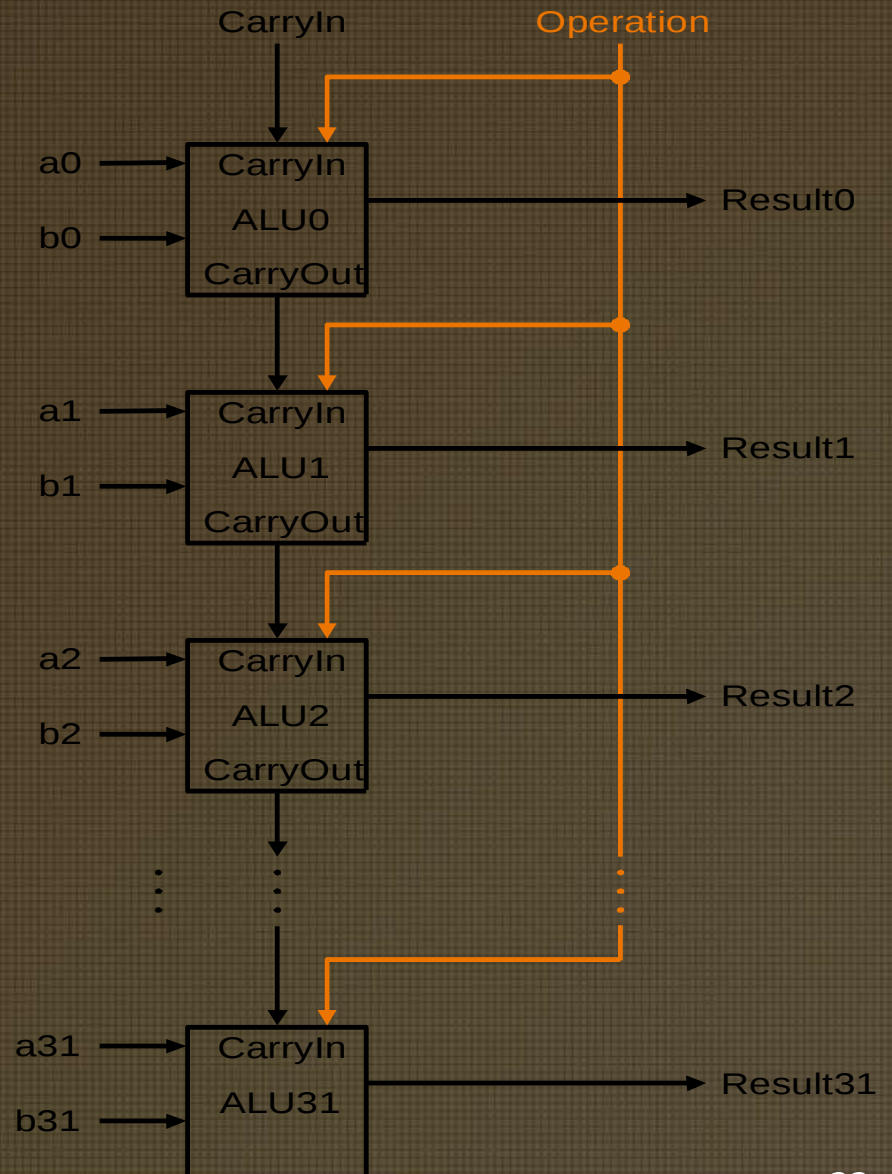 CarryIn Operation
a0 CarryIn
ALU0 Result0
b0
CarryOut
a1 CarryIn
ALU1 Result1
b1
CarryOut
a2 CarryIn
ALU2 Result2
b2
CarryOut
a31 CarryIn
ALU31 Result31
b31